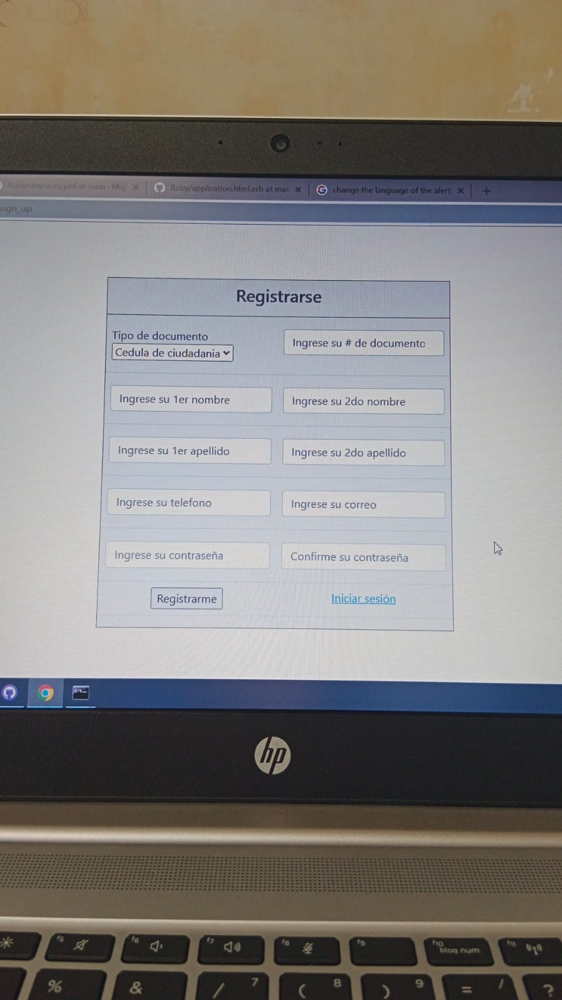 Ruby/devise.es.yml at main · Mig
Ruby/application.html.erb at mai
change the language of the alert
sign_up
Registrarse
Tipo de documento
Cedula de ciudadania
Ingrese su # de documento
Ingrese su 1er nombre
Ingrese su 2do nombre
Ingrese su 1er apellido
Ingrese su 2do apellido
Ingrese su telefono
Ingrese su correo
Ingrese su contraseña
Confirme su contraseña
Registrarme
Iniciar sesión
hp
f5
f6
f7
f8
f9
f10
bloq num
f11
%
&
/ 7
( 8
) 9
= /
?